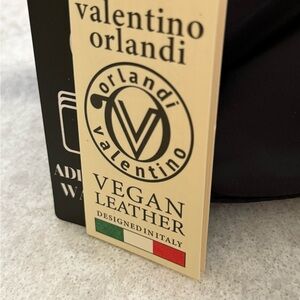 valentino
orlandi
orlandi
V
valentino
VEGAN
LEATHER
DESIGNED IN ITALY